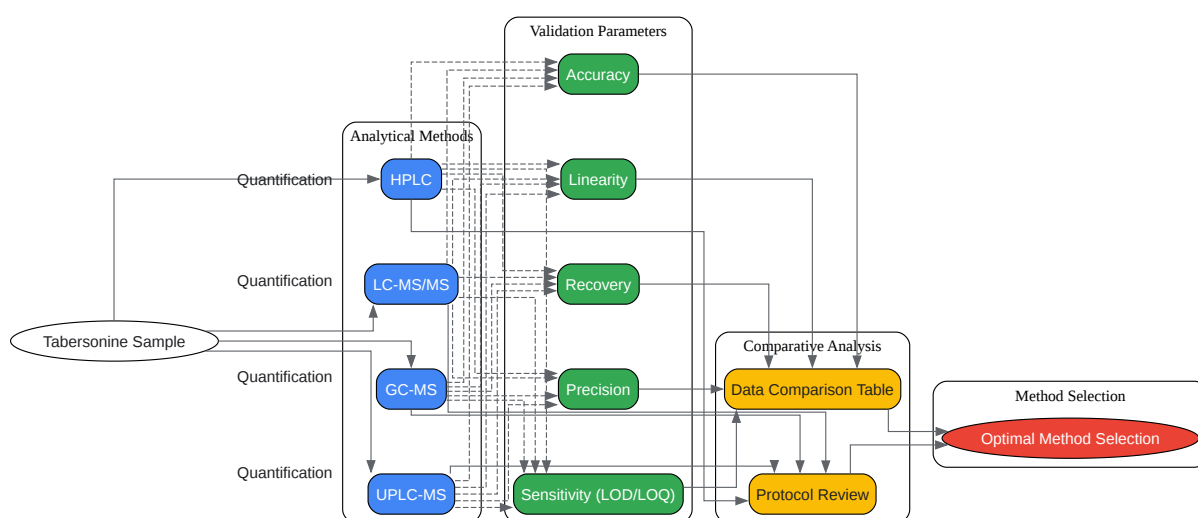 Validation Parameters
Accuracy
Analytical Methods
Quantification
HPLC
Linearity
Quantification
LC-MS/MS
Recovery
Tabersonine Sample
Comparative Analysis
Quantification
GC-MS
Precision
Data Comparison Table
Method Selection
Optimal Method Selection
Quantification
UPLC-MS
Sensitivity (LOD/LOQ)
Protocol Review